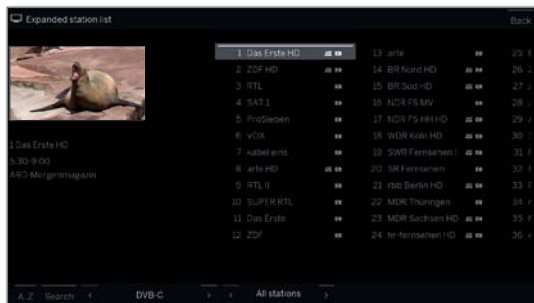 Expanded station list
Back
1 Das Erste HD
2 ZDF HD
3 RTL
4 SAT.1
5 ProSieben
6 VOX
7 kabel eins
8 arte HD
9 RTL II
10 SUPER RTL
11 Das Erste
12 ZDF
13 arte
14 BR Nord HD
15 BR Süd HD
16 NDR FS MV
17 NDR FS HH HD
18 WDR Köln HD
19 SWR Fernsehen
20 SR Fernsehen
21 rbb Berlin HD
22 MDR Thüringen
23 MDR Sachsen HD
24 hr-fernsehen HD
25
26
27
28
29
30
31
32
33
34
35
36
1 Das Erste HD
5:30-9:00
ARD-Morgenmagazin
A...Z Search < DVB-C > < All stations >